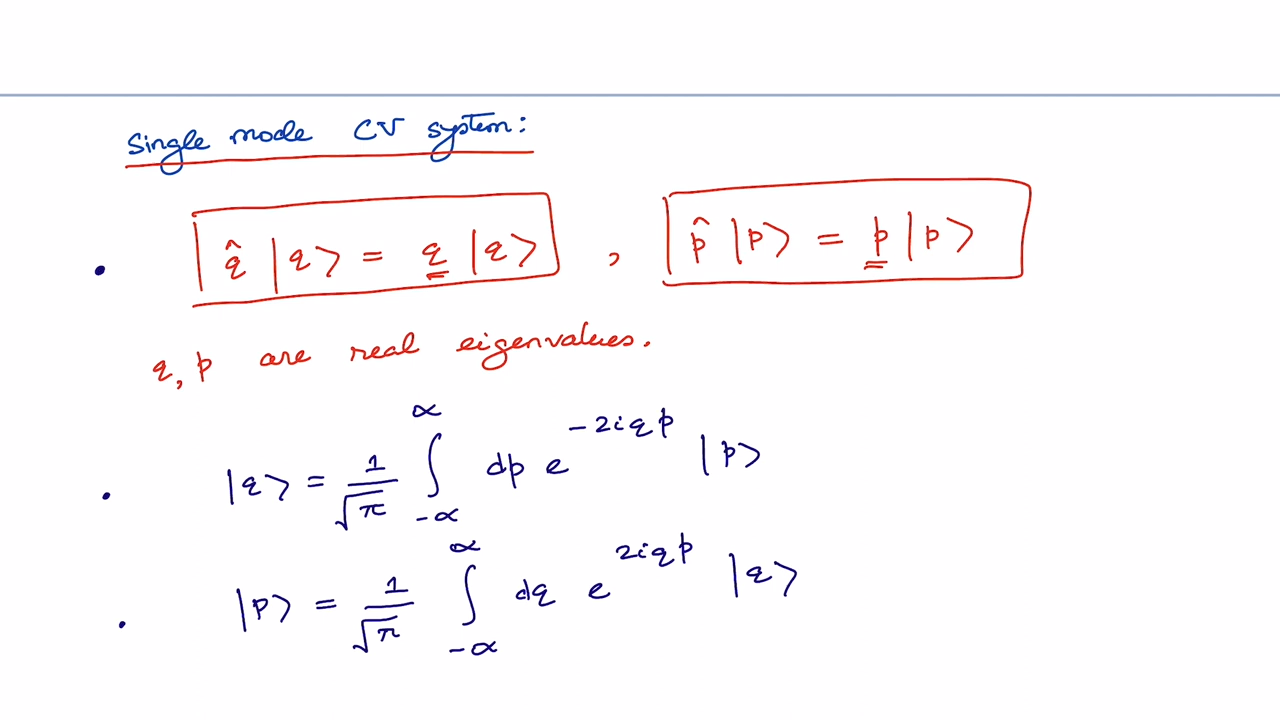 Single mode CV system:
• q̂ |q⟩ = q |q⟩ , p̂ |p⟩ = p |p⟩
q, p are real eigenvalues.
• |q⟩ = 1/√π ∫_{-∝}^{∝} dp e^{-2iqp} |p⟩
• |p⟩ = 1/√π ∫_{-∝}^{∝} dq e^{2iqp} |q⟩